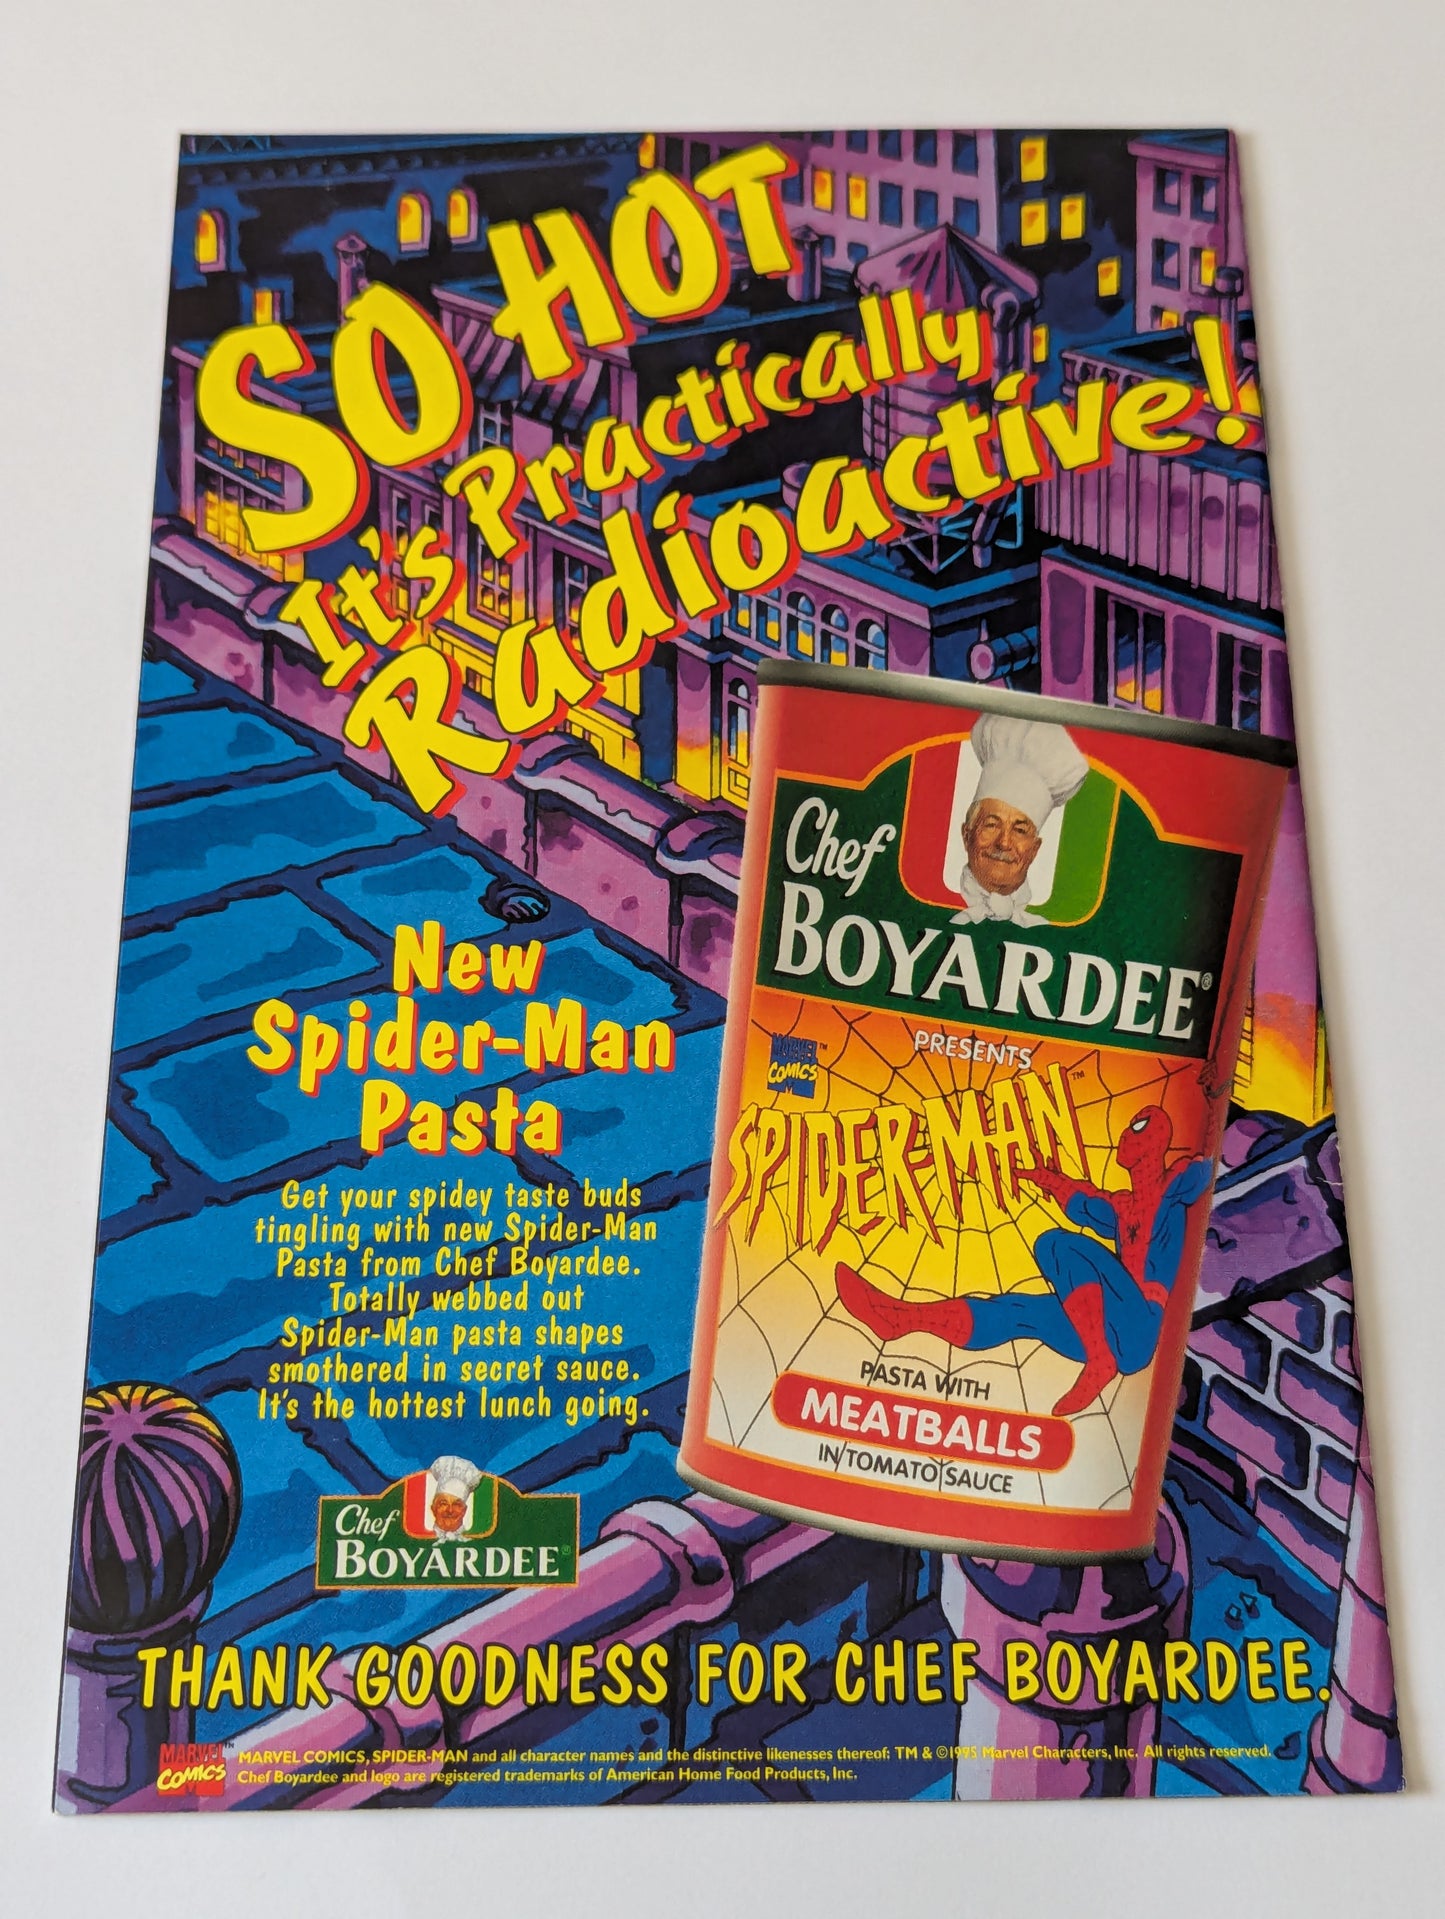 SO HOT
It's Practically
Radioactive!
Chef
BOYARDEE®
PRESENTS
MARVEL™
COMICS
SPIDER-MAN™
PASTA WITH
MEATBALLS
IN TOMATO SAUCE
New
Spider-Man
Pasta
Get your spidey taste buds
tingling with new Spider-Man
Pasta from Chef Boyardee.
Totally webbed out
Spider-Man pasta shapes
smothered in secret sauce.
It's the hottest lunch going.
Chef
BOYARDEE®
THANK GOODNESS FOR CHEF BOYARDEE.
MARVEL™
COMICS
MARVEL COMICS, SPIDER-MAN and all character names and the distinctive likenesses thereof: TM & ©1995 Marvel Characters, Inc. All rights reserved.
Chef Boyardee and logo are registered trademarks of American Home Food Products, Inc.